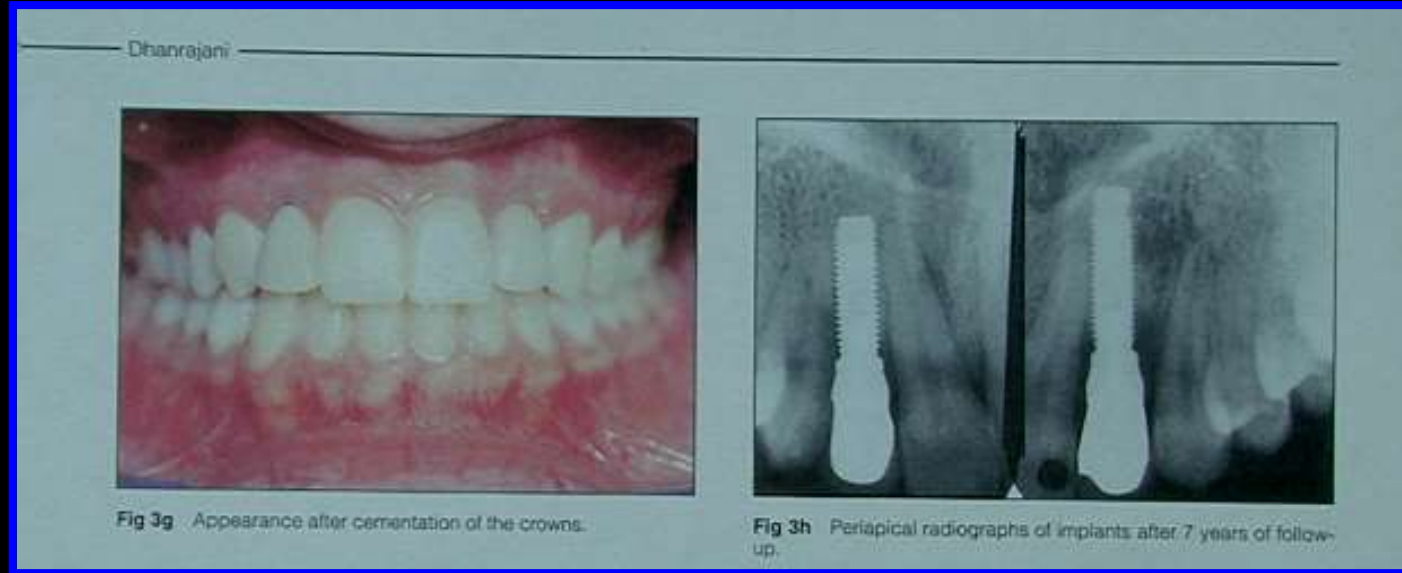 Dhanrajani
Fig 3g Appearance after cementation of the crowns.
Fig 3h Periapical radiographs of implants after 7 years of follow-
up.